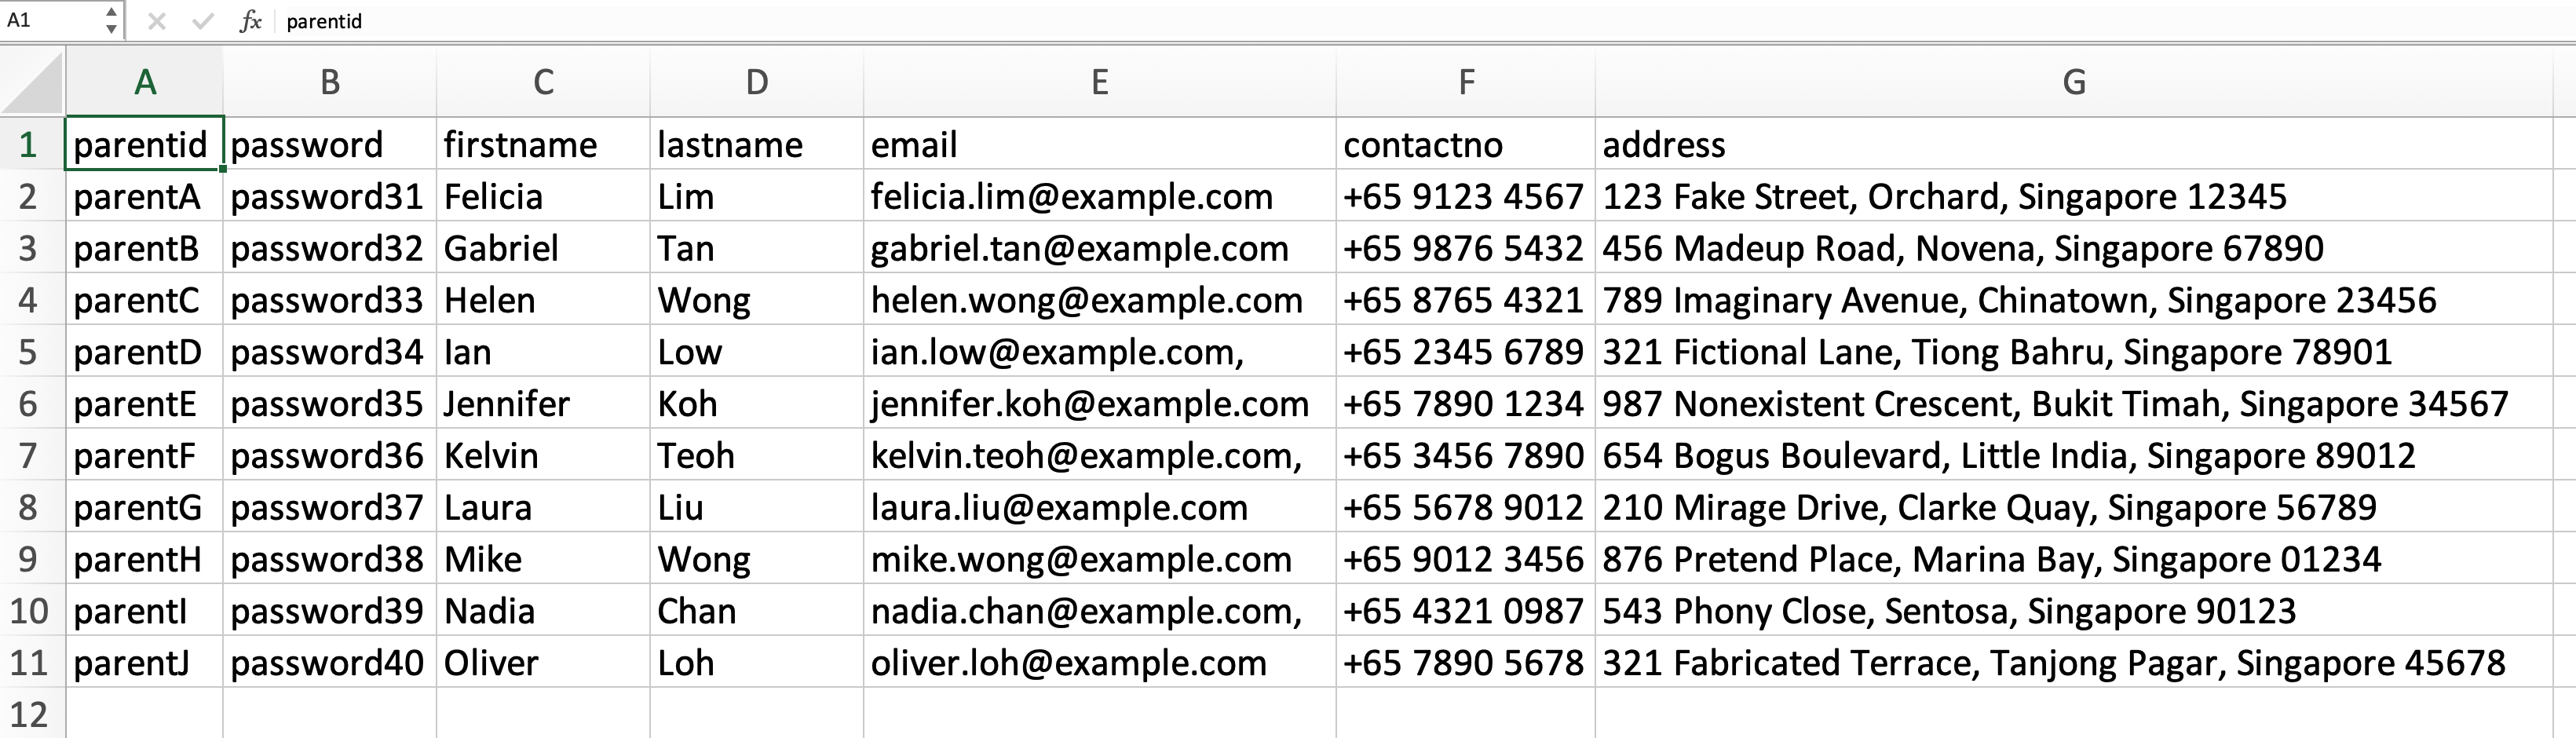 A1 fx parentid
A B C D E F G
1 parentid password firstname lastname email contactno address
2 parentA password31 Felicia Lim felicia.lim@example.com +65 9123 4567 123 Fake Street, Orchard, Singapore 12345
3 parentB password32 Gabriel Tan gabriel.tan@example.com +65 9876 5432 456 Madeup Road, Novena, Singapore 67890
4 parentC password33 Helen Wong helen.wong@example.com +65 8765 4321 789 Imaginary Avenue, Chinatown, Singapore 23456
5 parentD password34 Ian Low ian.low@example.com, +65 2345 6789 321 Fictional Lane, Tiong Bahru, Singapore 78901
6 parentE password35 Jennifer Koh jennifer.koh@example.com +65 7890 1234 987 Nonexistent Crescent, Bukit Timah, Singapore 34567
7 parentF password36 Kelvin Teoh kelvin.teoh@example.com, +65 3456 7890 654 Bogus Boulevard, Little India, Singapore 89012
8 parentG password37 Laura Liu laura.liu@example.com +65 5678 9012 210 Mirage Drive, Clarke Quay, Singapore 56789
9 parentH password38 Mike Wong mike.wong@example.com +65 9012 3456 876 Pretend Place, Marina Bay, Singapore 01234
10 parentI password39 Nadia Chan nadia.chan@example.com, +65 4321 0987 543 Phony Close, Sentosa, Singapore 90123
11 parentJ password40 Oliver Loh oliver.loh@example.com +65 7890 5678 321 Fabricated Terrace, Tanjong Pagar, Singapore 45678
12